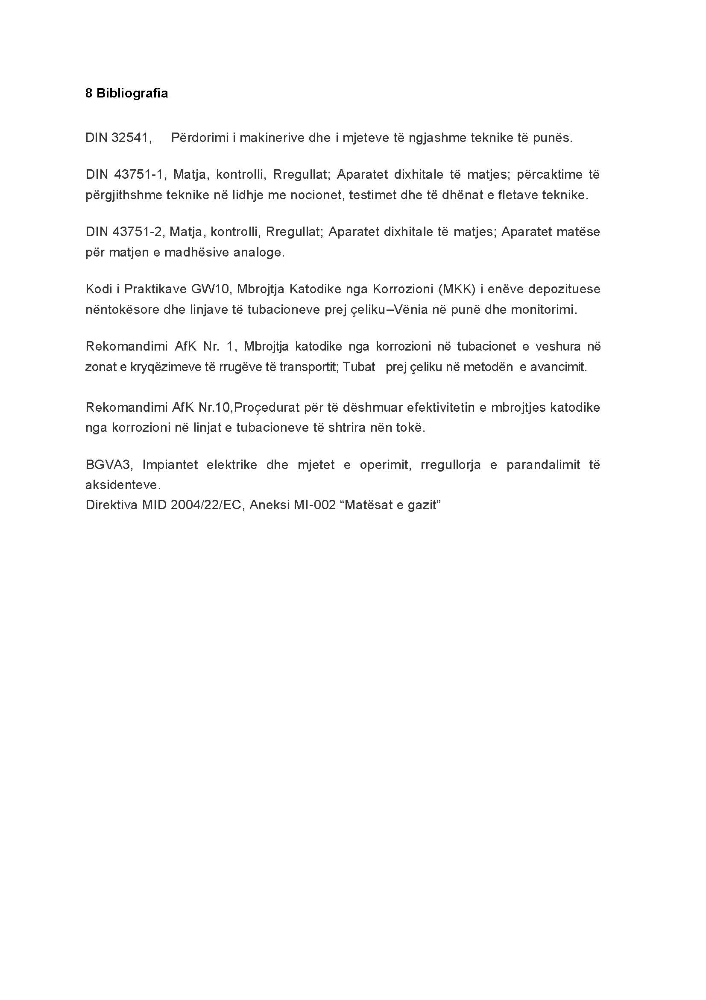 8 Bibliografia
DIN 32541, Përdorimi i makinerive dhe i mjeteve të ngjashme teknike të punës.
DIN 43751-1, Matja, kontrolli, Rregullat; Aparatet dixhitale të matjes; përcaktime të
përgjithshme teknike në lidhje me nocionet, testimet dhe të dhënat e fletave teknike.
DIN 43751-2, Matja, kontrolli, Rregullat; Aparatet dixhitale të matjes; Aparatet matëse
për matjen e madhësive analoge.
Kodi i Praktikave GW10, Mbrojtja Katodike nga Korrozioni (MKK) i enëve depozituese
nëntokësore dhe linjave të tubacioneve prej çeliku–Vënia në punë dhe monitorimi.
Rekomandimi AfK Nr. 1, Mbrojtja katodike nga korrozioni në tubacionet e veshura në
zonat e kryqëzimeve të rrugëve të transportit; Tubat prej çeliku në metodën e avancimit.
Rekomandimi AfK Nr.10,Proçedurat për të dëshmuar efektivitetin e mbrojtjes katodike
nga korrozioni në linjat e tubacioneve të shtrira nën tokë.
BGVA3, Impiantet elektrike dhe mjetet e operimit, rregullorja e parandalimit të
aksidenteve.
Direktiva MID 2004/22/EC, Aneksi MI-002 “Matësat e gazit”